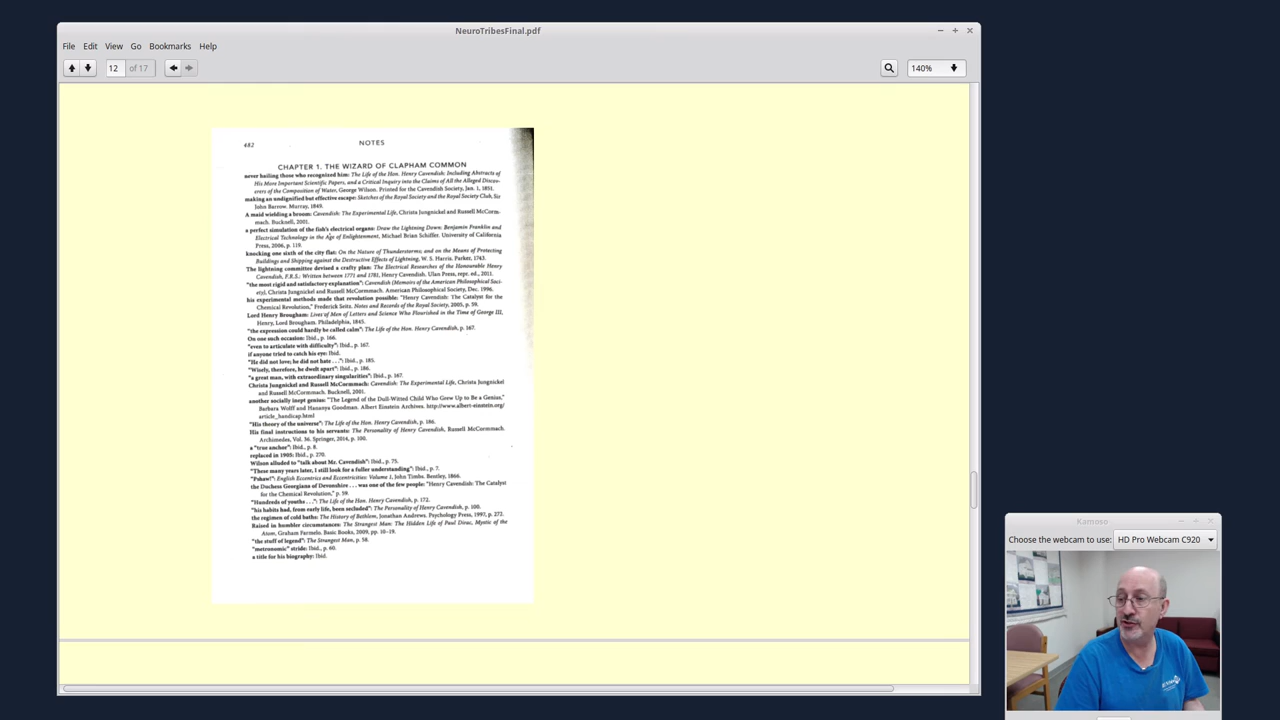 NeuroTribesFinal.pdf
File Edit View Go Bookmarks Help
12 of 17
140%
482
NOTES
CHAPTER 1. THE WIZARD OF CLAPHAM COMMON
never hailing those who recognized him: The Life of the Hon. Henry Cavendish: Including Abstracts of
His More Important Scientific Papers, and a Critical Inquiry into the Claims of All the Alleged Discov-
erers of the Composition of Water, George Wilson. Printed for the Cavendish Society, Jan. 1, 1851.
making an undignified but effective escape: Sketches of the Royal Society and the Royal Society Club, Sir
John Barrow. Murray, 1849.
A maid wielding a broom: Cavendish: The Experimental Life, Christa Jungnickel and Russell McCorm-
mach. Bucknell, 2001.
a perfect simulation of the fish's electrical organs: Draw the Lightning Down: Benjamin Franklin and
Electrical Technology in the Age of Enlightenment, Michael Brian Schiffer. University of California
Press, 2006, p. 119.
knocking one sixth of the city flat: On the Nature of Thunderstorms; and on the Means of Protecting
Buildings and Shipping against the Destructive Effects of Lightning, W. S. Harris. Parker, 1743.
The lightning committee devised a crafty plan: The Electrical Researches of the Honourable Henry
Cavendish, F.R.S.: Written between 1771 and 1781, Henry Cavendish. Ulan Press, repr. ed., 2011.
"the most rigid and satisfactory explanation": Cavendish (Memoirs of the American Philosophical Soci-
ety), Christa Jungnickel and Russell McCormmach. American Philosophical Society, Dec. 1996.
his experimental methods made that revolution possible: "Henry Cavendish: The Catalyst for the
Chemical Revolution," Frederick Seitz, Notes and Records of the Royal Society, 2005, p. 59.
Lord Henry Brougham: Lives of Men of Letters and Science Who Flourished in the Time of George III,
Henry, Lord Brougham. Philadelphia, 1845.
"the expression could hardly be called calm": The Life of the Hon. Henry Cavendish, p. 167.
On one such occasion: Ibid., p. 166.
"even to articulate with difficulty": Ibid., p. 167.
if anyone tried to catch his eye: Ibid.
"He did not love; he did not hate . . .": Ibid., p. 185.
"Wisely, therefore, he dwelt apart": Ibid., p. 186.
"a great man, with extraordinary singularities": Ibid., p. 167.
Christa Jungnickel and Russell McCormmach: Cavendish: The Experimental Life, Christa Jungnickel
and Russell McCormmach. Bucknell, 2001.
another socially inept genius: "The Legend of the Dull-Witted Child Who Grew Up to Be a Genius,"
Barbara Wolff and Hananya Goodman. Albert Einstein Archives. http://www.albert-einstein.org/
article_handicap.html
"His theory of the universe": The Life of the Hon. Henry Cavendish, p. 186.
His final instructions to his servants: The Personality of Henry Cavendish, Russell McCormmach.
Archimedes, Vol. 36. Springer, 2014, p. 100.
a "true anchor": Ibid., p. 8.
replaced in 1905: Ibid., p. 270.
Wilson alluded to "talk about Mr. Cavendish": Ibid., p. 75.
"These many years later, I still look for a fuller understanding": Ibid., p. 7.
"Pshaw!": English Eccentrics and Eccentricities: Volume 1, John Timbs. Bentley, 1866.
the Duchess Georgiana of Devonshire . . . was one of the few people: "Henry Cavendish: The Catalyst
for the Chemical Revolution," p. 59.
"Hundreds of youths . . .": The Life of the Hon. Henry Cavendish, p. 172.
"his habits had, from early life, been secluded": The Personality of Henry Cavendish, p. 100.
the regimen of cold baths: The History of Bethlem, Jonathan Andrews. Psychology Press, 1997, p. 272.
Raised in humbler circumstances: The Strangest Man: The Hidden Life of Paul Dirac, Mystic of the
Atom, Graham Farmelo. Basic Books, 2009, pp. 10–19.
"the stuff of legend": The Strangest Man, p. 58.
"metronomic" stride: Ibid., p. 60.
a title for his biography: Ibid.
Kamoso
Choose the webcam to use: HD Pro Webcam C920